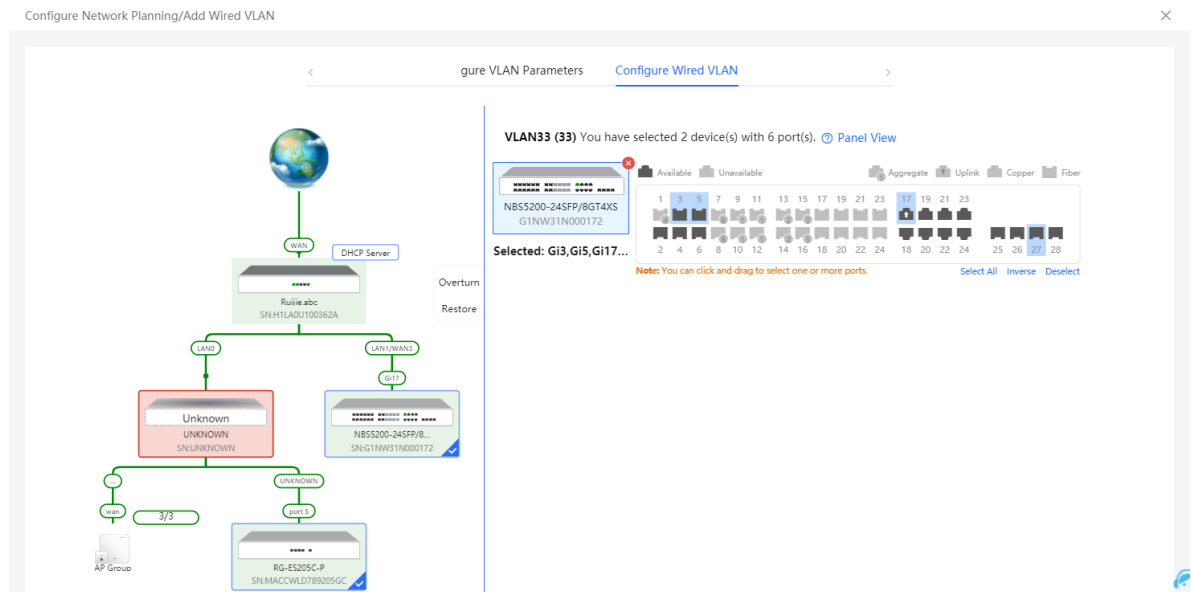 Configure Network Planning/Add Wired VLAN
gure VLAN Parameters
Configure Wired VLAN
WAN
DHCP Server
Ruijie.abc
SN:H1LA0U100362A
Overturn
Restore
LAN0
LAN1/WAN3
Gi17
Unknown
UNKNOWN
SN:UNKNOWN
NBS5200-24SFP/8...
SN:G1NW31N000172
...
UNKNOWN
wan
3/3
port 5
AP Group
RG-ES205C-P
SN:MACCWLD789205GC
VLAN33 (33) You have selected 2 device(s) with 6 port(s). Panel View
NBS5200-24SFP/8GT4XS
G1NW31N000172
Selected: Gi3,Gi5,Gi17...
Available Unavailable
Aggregate Uplink Copper Fiber
1 3 5 7 9 11 13 15 17 19 21 23 17 19 21 23
2 4 6 8 10 12 14 16 18 20 22 24 18 20 22 24 25 26 27 28
Note: You can click and drag to select one or more ports.
Select All Inverse Deselect